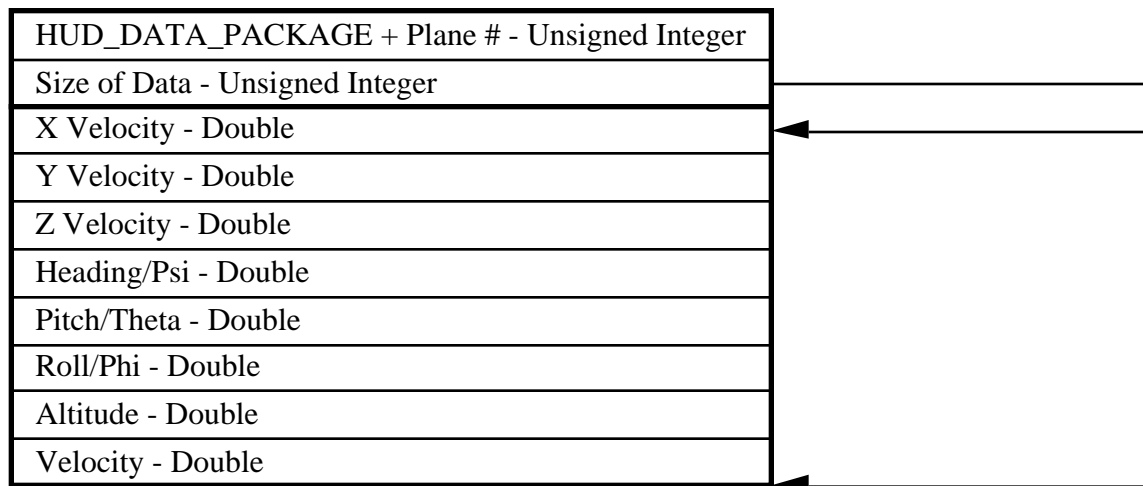 HUD_DATA_PACKAGE + Plane # - Unsigned Integer
Size of Data - Unsigned Integer
X Velocity - Double
Y Velocity - Double
Z Velocity - Double
Heading/Psi - Double
Pitch/Theta - Double
Roll/Phi - Double
Altitude - Double
Velocity - Double